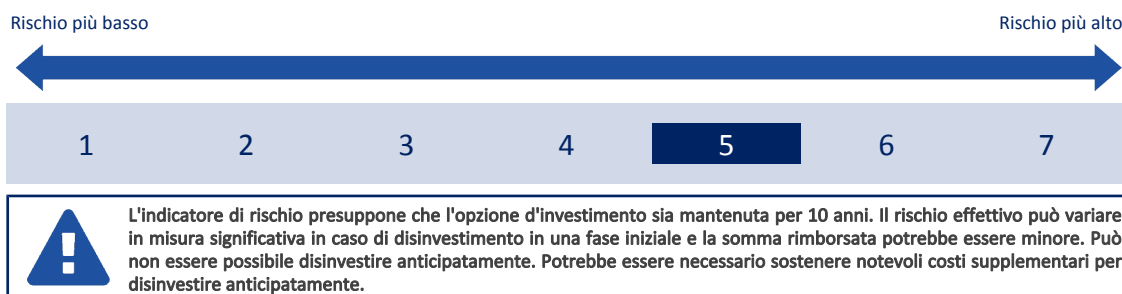 Rischio più basso Rischio più alto
1 2 3 4 5 6 7
L'indicatore di rischio presuppone che l'opzione d'investimento sia mantenuta per 10 anni. Il rischio effettivo può variare
in misura significativa in caso di disinvestimento in una fase iniziale e la somma rimborsata potrebbe essere minore. Può
non essere possibile disinvestire anticipatamente. Potrebbe essere necessario sostenere notevoli costi supplementari per
disinvestire anticipatamente.